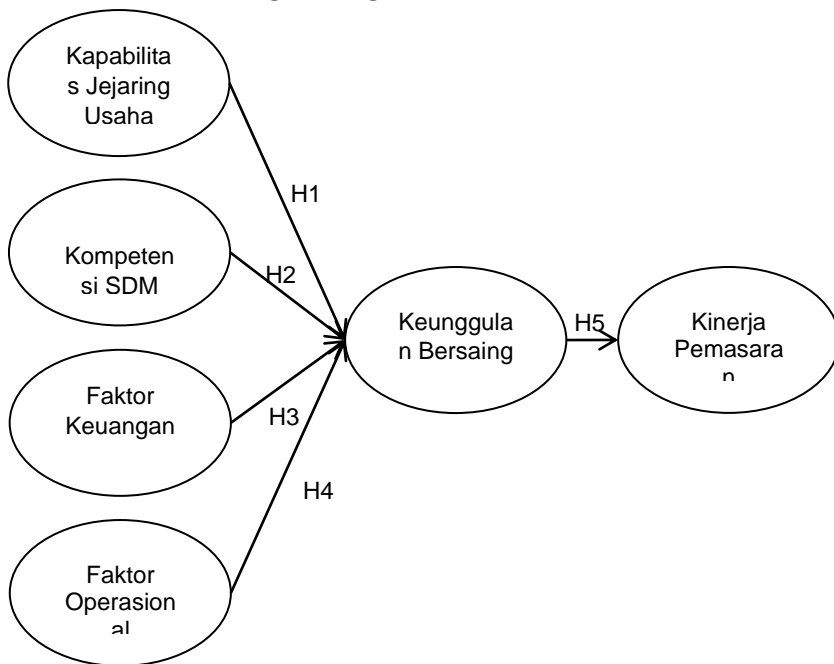 Kapabilita
s Jejaring
Usaha
H1
Kompeten
si SDM
H2
Keunggula
n Bersaing
H5
Kinerja
Pemasara
n
Faktor
Keuangan
H3
H4
Faktor
Operasion
al